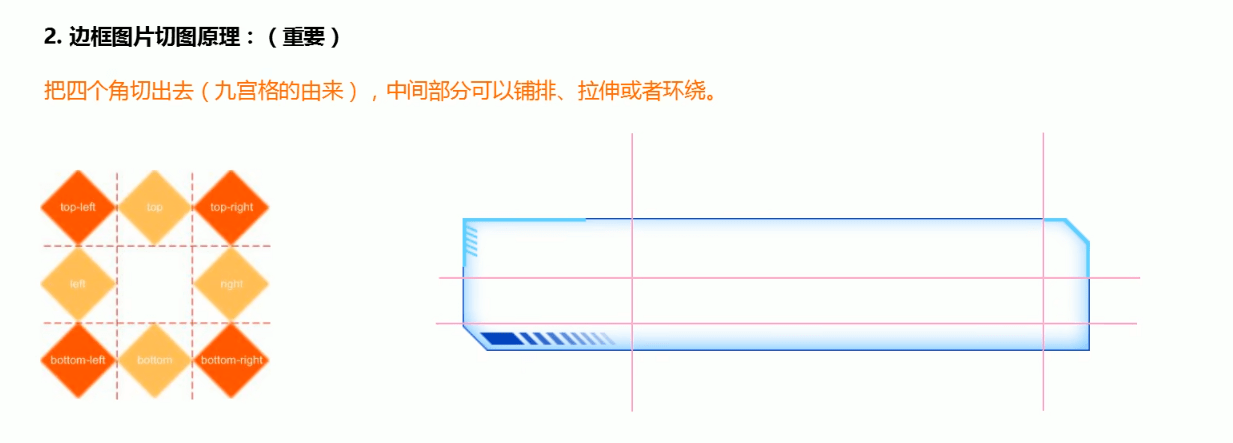 2. 边框图片切图原理：（重要）
把四个角切出去（九宫格的由来），中间部分可以铺排、拉伸或者环绕。
top-left top top-right
left right
bottom-left bottom bottom-right